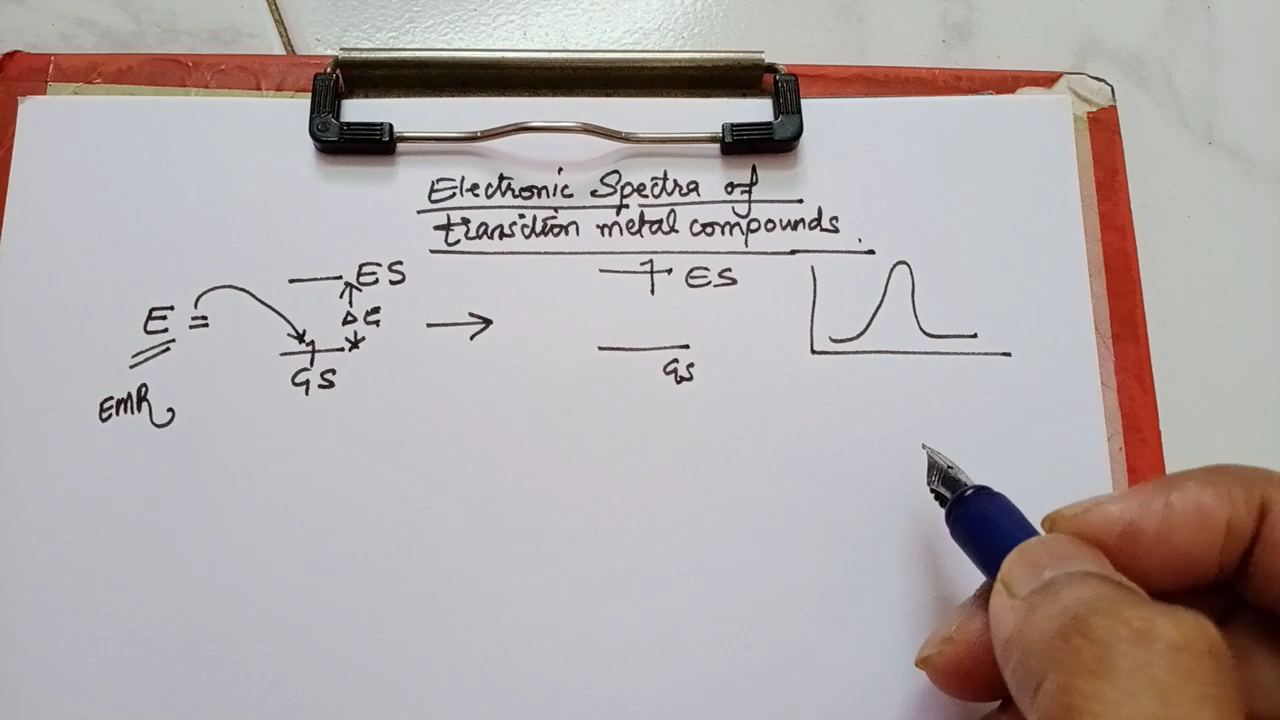 Electronic Spectra of
transition metal compounds.
ES
E
ΔE
GS
EMR
ES
GS